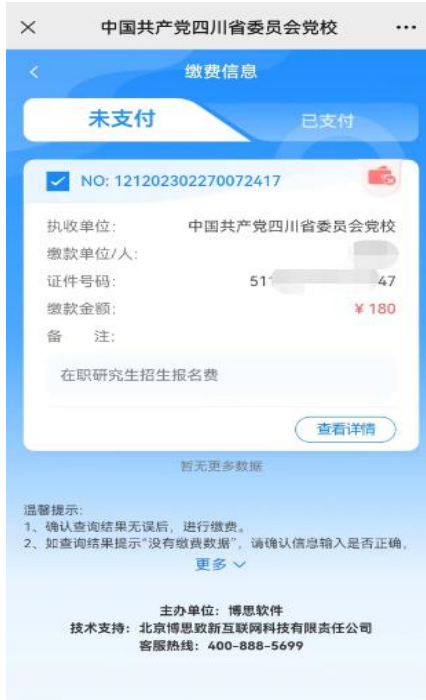 中国共产党四川省委员会党校
缴费信息
未支付 已支付
NO: 121202302270072417
执收单位: 中国共产党四川省委员会党校
缴款单位/人:
证件号码: 511 47
缴款金额: ¥ 180
备 注:
在职研究生招生报名费
查看详情
暂无更多数据
温馨提示:
1、确认查询结果无误后，进行缴费。
2、如查询结果提示“没有缴费数据”，请确认信息输入是否正确,
更多
主办单位：博思软件
技术支持：北京博思致新互联网科技有限责任公司
客服热线：400-888-5699